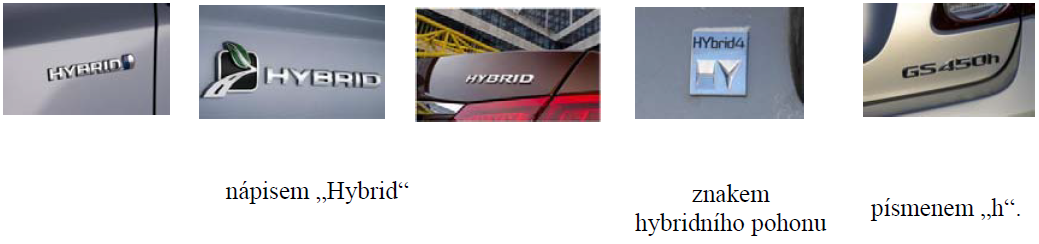 HYBRID
HYBRID
HYBRID
HYbrid4
HY
GS450h
nápisem „Hybrid“
znakem
hybridního pohonu
písmenem „h“.